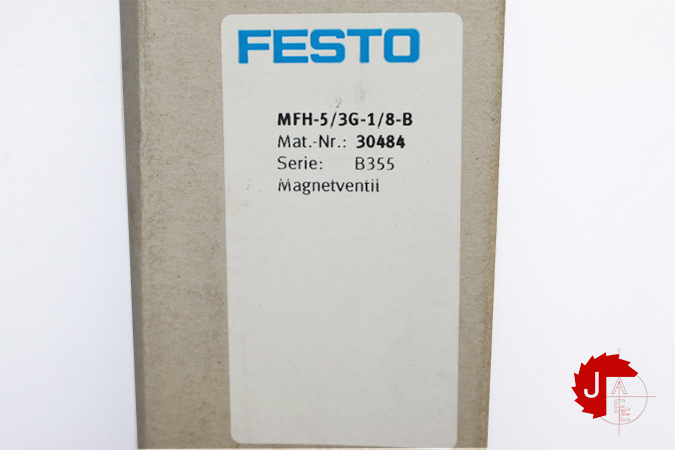 FESTO
MFH-5/3G-1/8-B
Mat.-Nr.: 30484
Serie: B355
Magnetventil
J